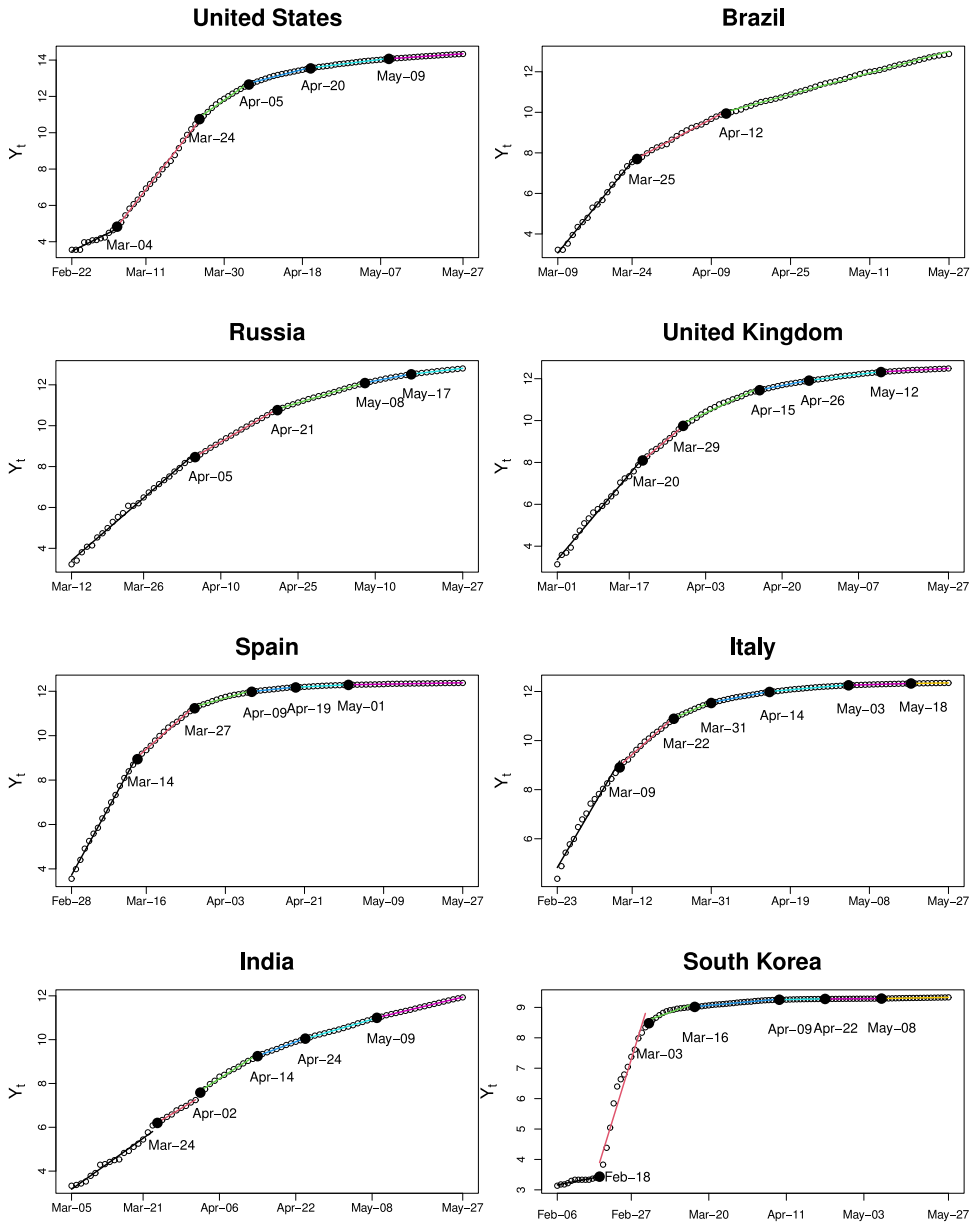 United States
Y_t
14
12
10
8
6
4
Mar−04
Mar−24
Apr−05
Apr−20
May−09
Feb−22 Mar−11 Mar−30 Apr−18 May−07 May−27
Brazil
Y_t
12
10
8
6
4
Mar−25
Apr−12
Mar−09 Mar−24 Apr−09 Apr−25 May−11 May−27
Russia
Y_t
12
10
8
6
4
Apr−05
Apr−21
May−08
May−17
Mar−12 Mar−26 Apr−10 Apr−25 May−10 May−27
United Kingdom
Y_t
12
10
8
6
4
Mar−20
Mar−29
Apr−15
Apr−26
May−12
Mar−01 Mar−17 Apr−03 Apr−20 May−07 May−27
Spain
Y_t
12
10
8
6
4
Mar−14
Mar−27
Apr−09
Apr−19
May−01
Feb−28 Mar−16 Apr−03 Apr−21 May−09 May−27
Italy
Y_t
12
10
8
6
Mar−09
Mar−22
Mar−31
Apr−14
May−03
May−18
Feb−23 Mar−12 Mar−31 Apr−19 May−08 May−27
India
Y_t
12
10
8
6
4
Mar−24
Apr−02
Apr−14
Apr−24
May−09
Mar−05 Mar−21 Apr−06 Apr−22 May−08 May−27
South Korea
Y_t
9
8
7
6
5
4
3
Feb−18
Mar−03
Mar−16
Apr−09
Apr−22
May−08
Feb−06 Feb−27 Mar−20 Apr−11 May−03 May−27